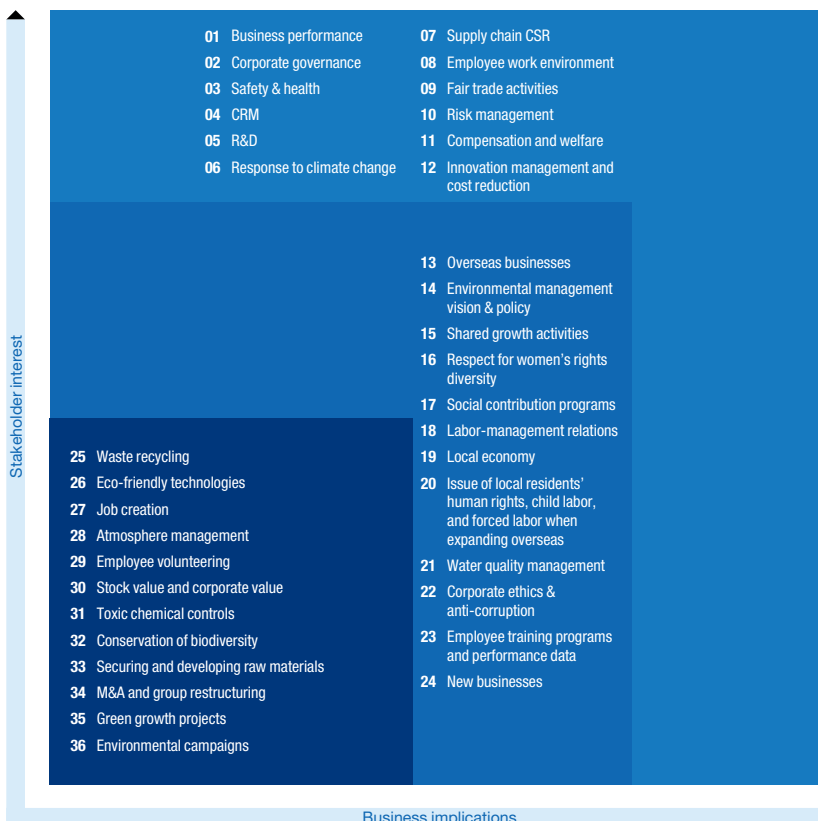 01 Business performance
02 Corporate governance
03 Safety & health
04 CRM
05 R&D
06 Response to climate change
07 Supply chain CSR
08 Employee work environment
09 Fair trade activities
10 Risk management
11 Compensation and welfare
12 Innovation management and
cost reduction
13 Overseas businesses
14 Environmental management
vision & policy
15 Shared growth activities
16 Respect for women's rights
diversity
17 Social contribution programs
18 Labor-management relations
19 Local economy
20 Issue of local residents'
human rights, child labor,
and forced labor when
expanding overseas
21 Water quality management
22 Corporate ethics &
anti-corruption
23 Employee training programs
and performance data
24 New businesses
25 Waste recycling
26 Eco-friendly technologies
27 Job creation
28 Atmosphere management
29 Employee volunteering
30 Stock value and corporate value
31 Toxic chemical controls
32 Conservation of biodiversity
33 Securing and developing raw materials
34 M&A and group restructuring
35 Green growth projects
36 Environmental campaigns
Stakeholder interest
Business implications